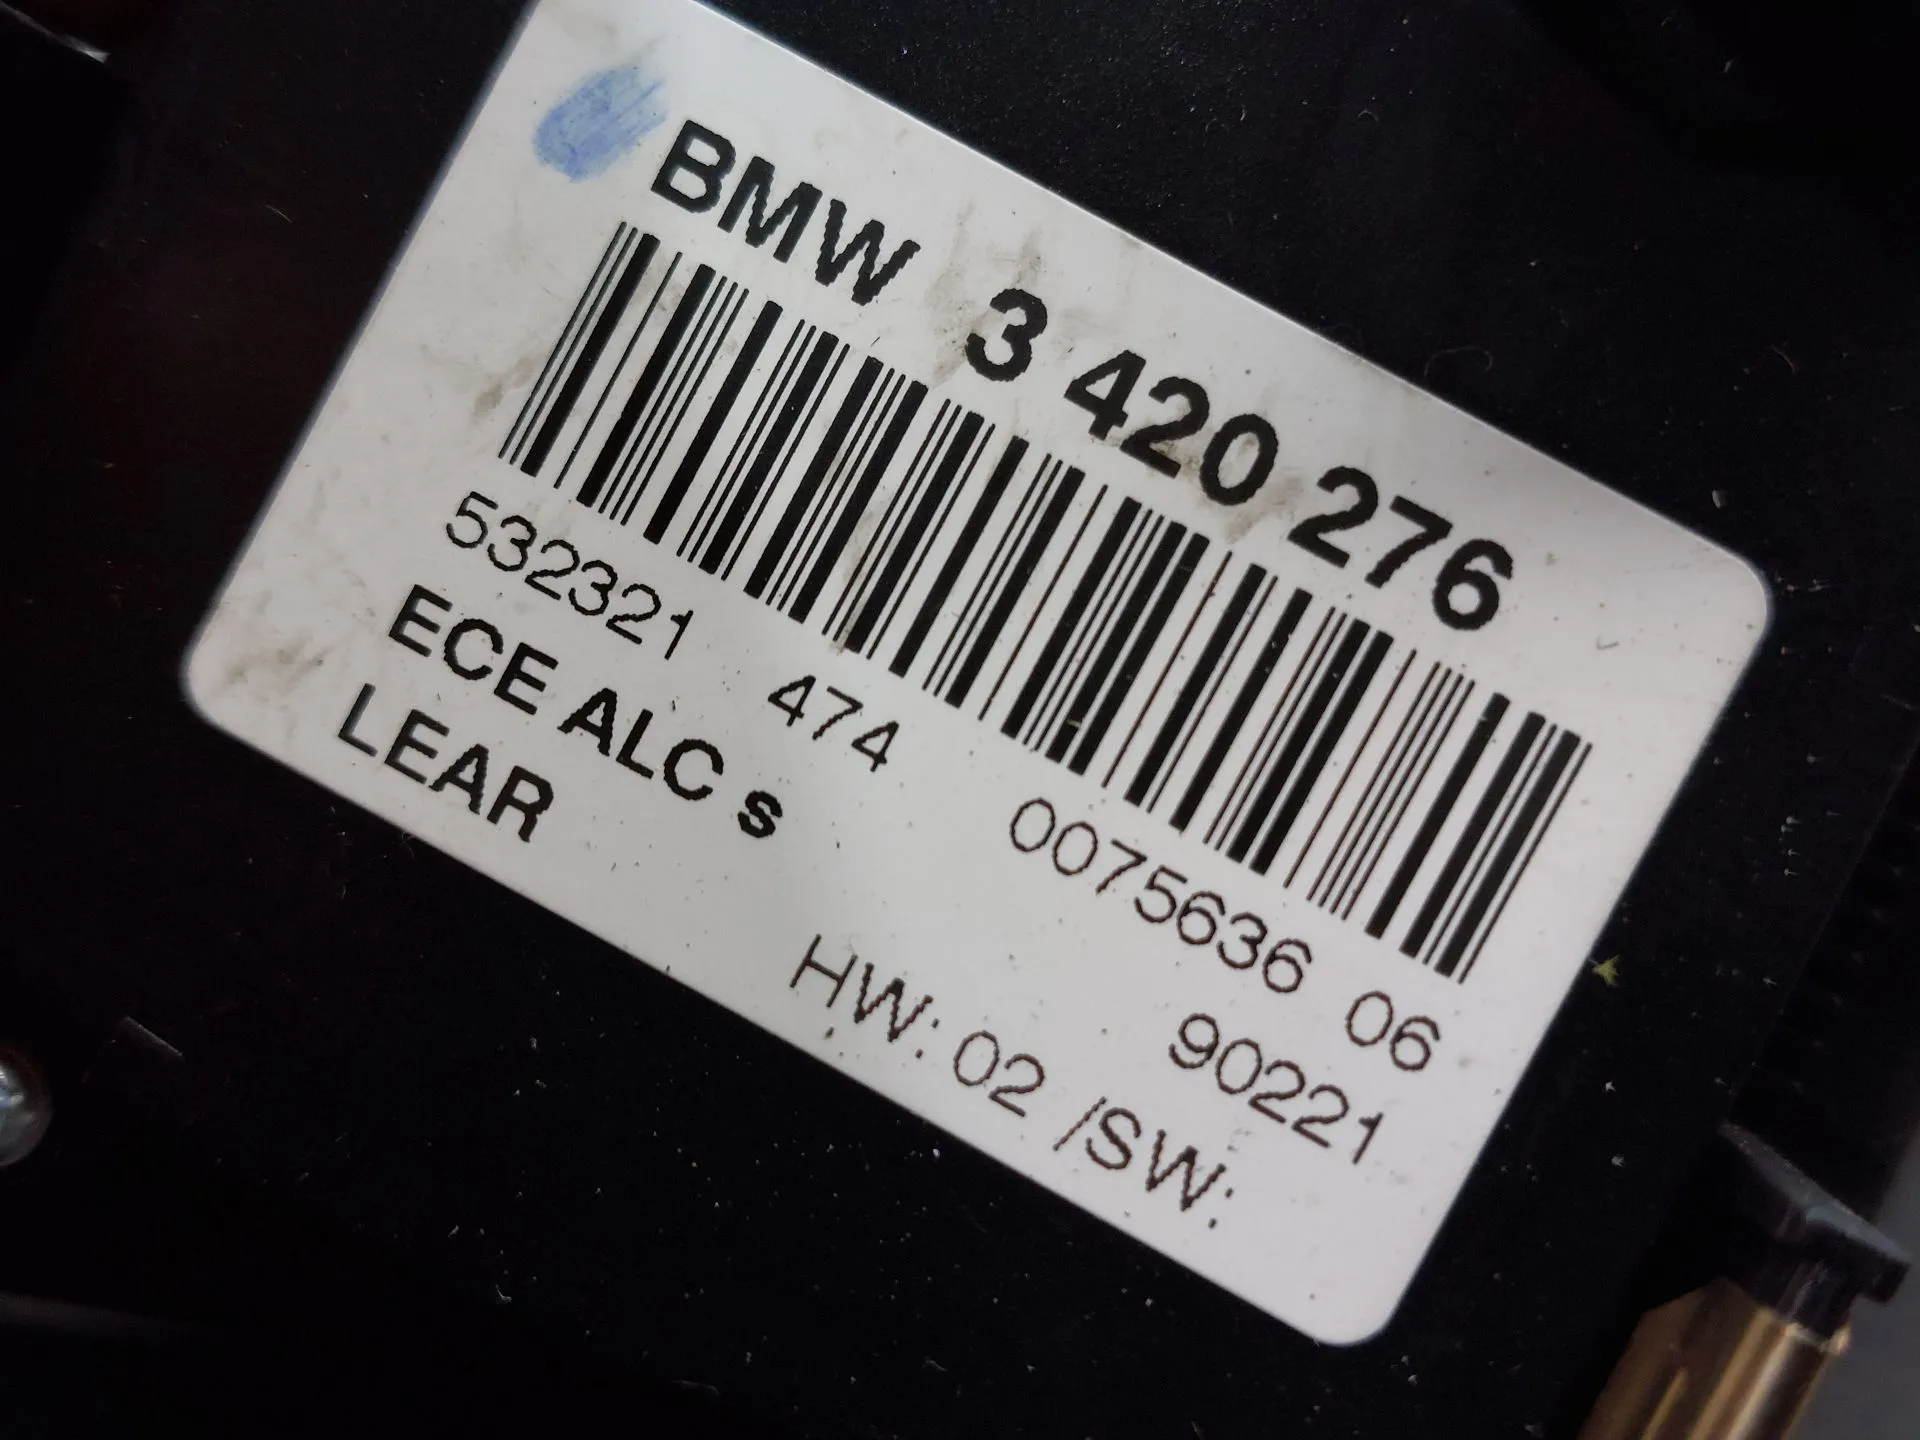 BMW 3 420 276
532321 474 0075636 06
ECE ALC s 90221
LEAR HW: 02 /SW: